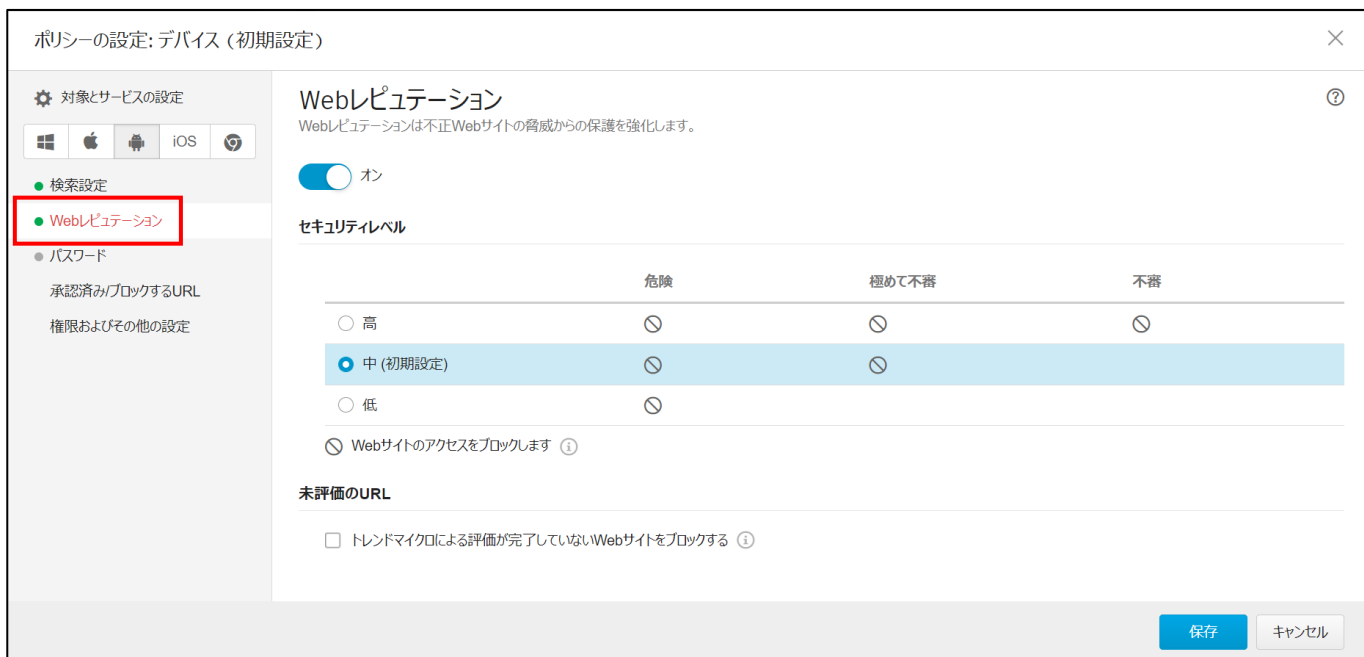 ポリシーの設定: デバイス (初期設定)
対象とサービスの設定
iOS
検索設定
Webレピュテーション
パスワード
承認済み/ブロックするURL
権限およびその他の設定
Webレピュテーション
Webレピュテーションは不正Webサイトの脅威からの保護を強化します。
オン
セキュリティレベル
危険 極めて不審 不審
高
中 (初期設定)
低
Webサイトのアクセスをブロックします
未評価のURL
トレンドマイクロによる評価が完了していないWebサイトをブロックする
保存 キャンセル